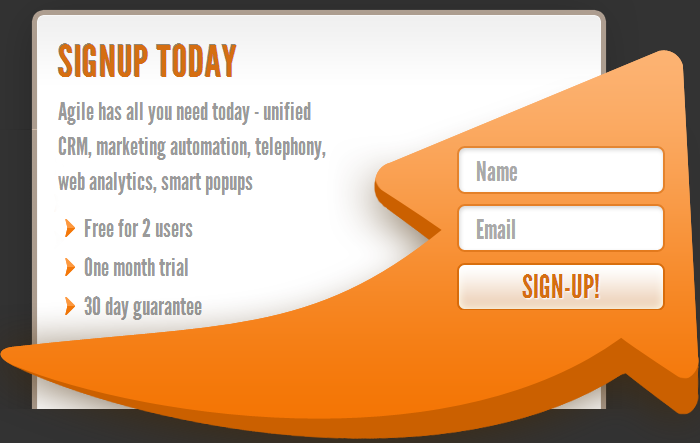 SIGNUP TODAY
Agile has all you need today - unified
CRM, marketing automation, telephony,
web analytics, smart popups
Free for 2 users
One month trial
30 day guarantee
Name
Email
SIGN-UP!